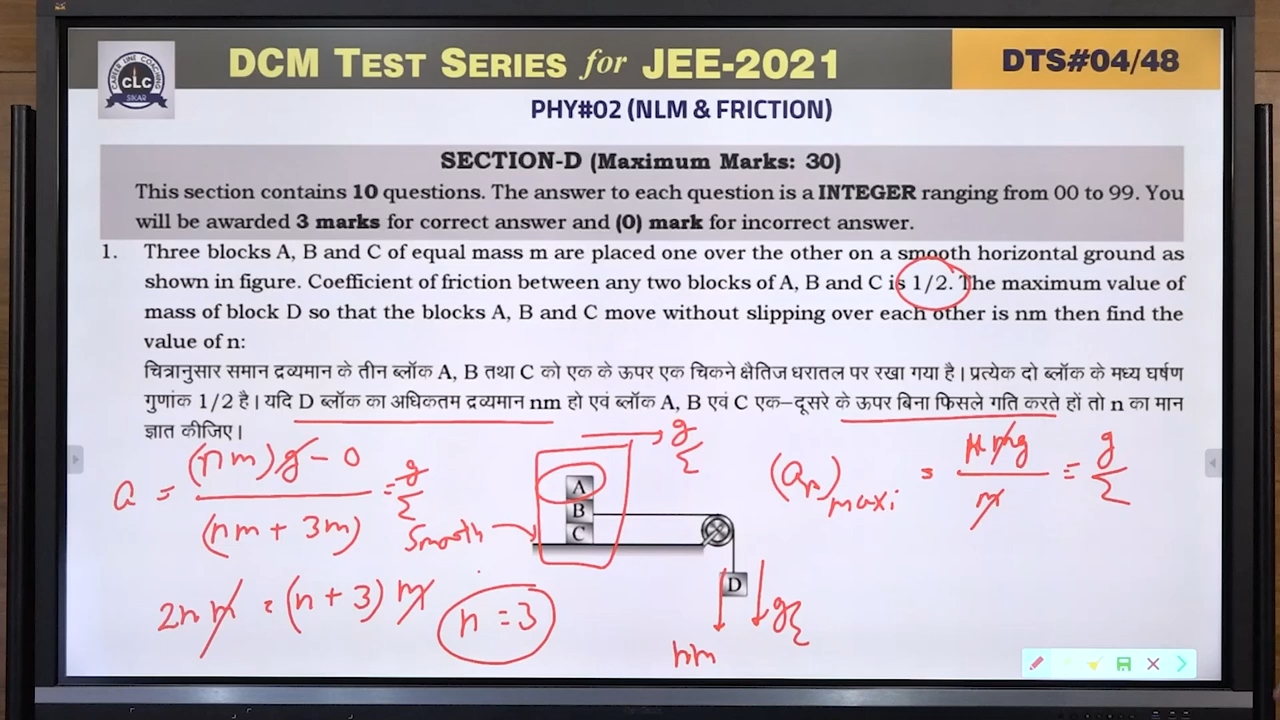 CAREER LINE COACHING
CLC
SIKAR
DCM TEST SERIES for JEE-2021
DTS#04/48
PHY#02 (NLM & FRICTION)
SECTION-D (Maximum Marks: 30)
This section contains 10 questions. The answer to each question is a INTEGER ranging from 00 to 99. You
will be awarded 3 marks for correct answer and (0) mark for incorrect answer.
1. Three blocks A, B and C of equal mass m are placed one over the other on a smooth horizontal ground as
shown in figure. Coefficient of friction between any two blocks of A, B and C is 1/2. The maximum value of
mass of block D so that the blocks A, B and C move without slipping over each other is nm then find the
value of n:
चित्रानुसार समान द्रव्यमान के तीन ब्लॉक A, B तथा C को एक के ऊपर एक चिकने क्षैतिज धरातल पर रखा गया है। प्रत्येक दो ब्लॉक के मध्य घर्षण
गुणांक 1/2 है। यदि D ब्लॉक का अधिकतम द्रव्यमान nm हो एवं ब्लॉक A, B एवं C एक–दूसरे के ऊपर बिना फिसले गति करते हों तो n का मान
ज्ञात कीजिए।
a = (nm)g - 0 / (nm + 3m) = g/2
g/2
(aA)maxi = μmg / m = g/2
Smooth
A
B
C
D
2nm = (n + 3) m
n = 3
nm
g/2